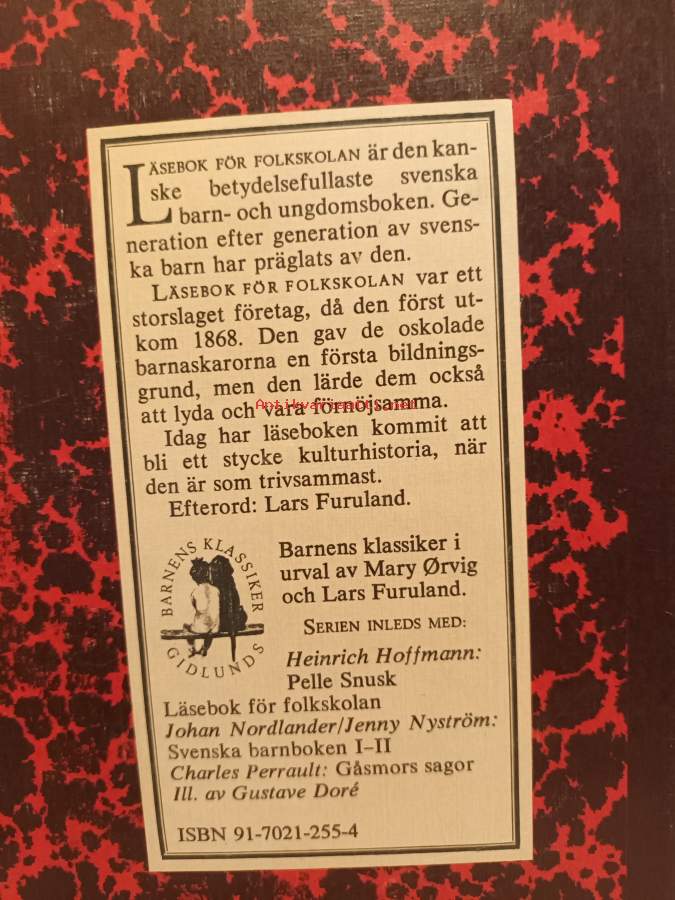 LÄSEBOK FÖR FOLKSKOLAN är den kan-
ske betydelsefullaste svenska
barn- och ungdomsboken. Ge-
neration efter generation av svens-
ka barn har präglats av den.
LÄSEBOK FÖR FOLKSKOLAN var ett
storslaget företag, då den först ut-
kom 1868. Den gav de oskolade
barnaskarorna en första bildnings-
grund, men den lärde dem också
att lyda och vara förnöjsamma.
Antikvariaatti.net
Idag har läseboken kommit att
bli ett stycke kulturhistoria, när
den är som trivsammast.
Efterord: Lars Furuland.
BARNENS KLASSIKER
GIDLUNDS
Barnens klassiker i
urval av Mary Ørvig
och Lars Furuland.
SERIEN INLEDS MED:
Heinrich Hoffmann:
Pelle Snusk
Läsebok för folkskolan
Johan Nordlander/Jenny Nyström:
Svenska barnboken I–II
Charles Perrault: Gåsmors sagor
Ill. av Gustave Doré
ISBN 91-7021-255-4